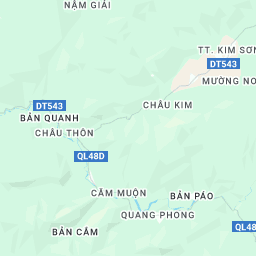 NẬM GIẢI
TT. KIM SƠN
DT543
MƯỜNG NO
DT543
CHÂU KIM
BẢN QUANH
CHÂU THÔN
QL48D
CẮM MUỘN
BẢN PÁO
QUANG PHONG
BẢN CẮM
QL48